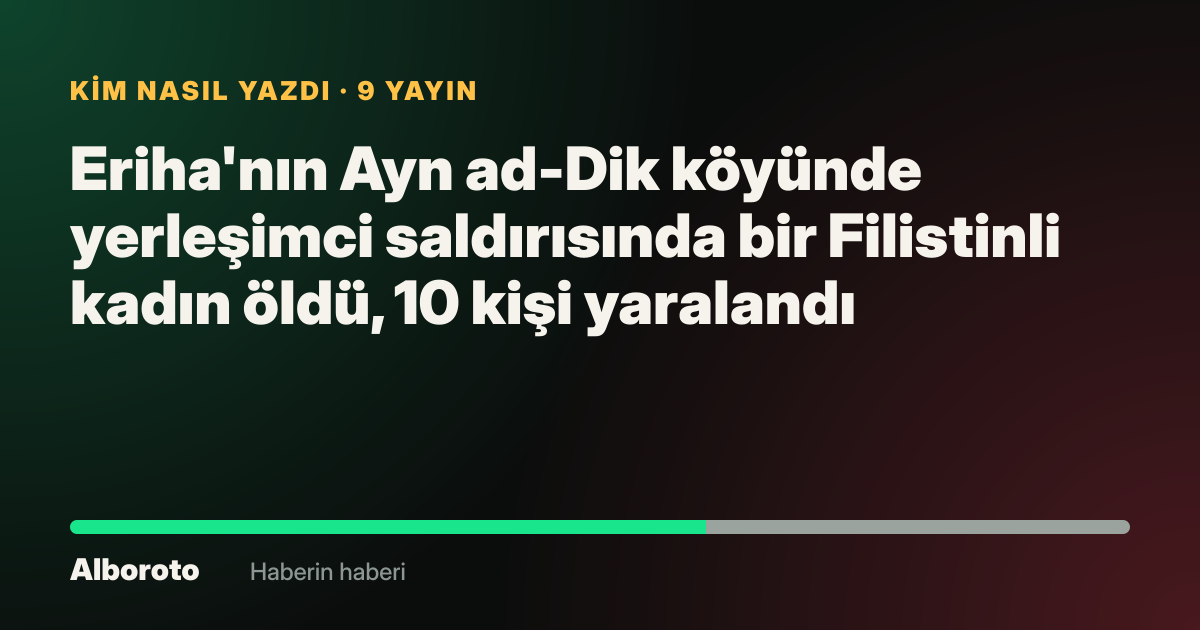 KİM NASIL YAZDI · 9 YAYIN
Eriha'nın Ayn ad-Dik köyünde
yerleşimci saldırısında bir Filistinli
kadın öldü, 10 kişi yaralandı
Alboroto
Haberin haberi